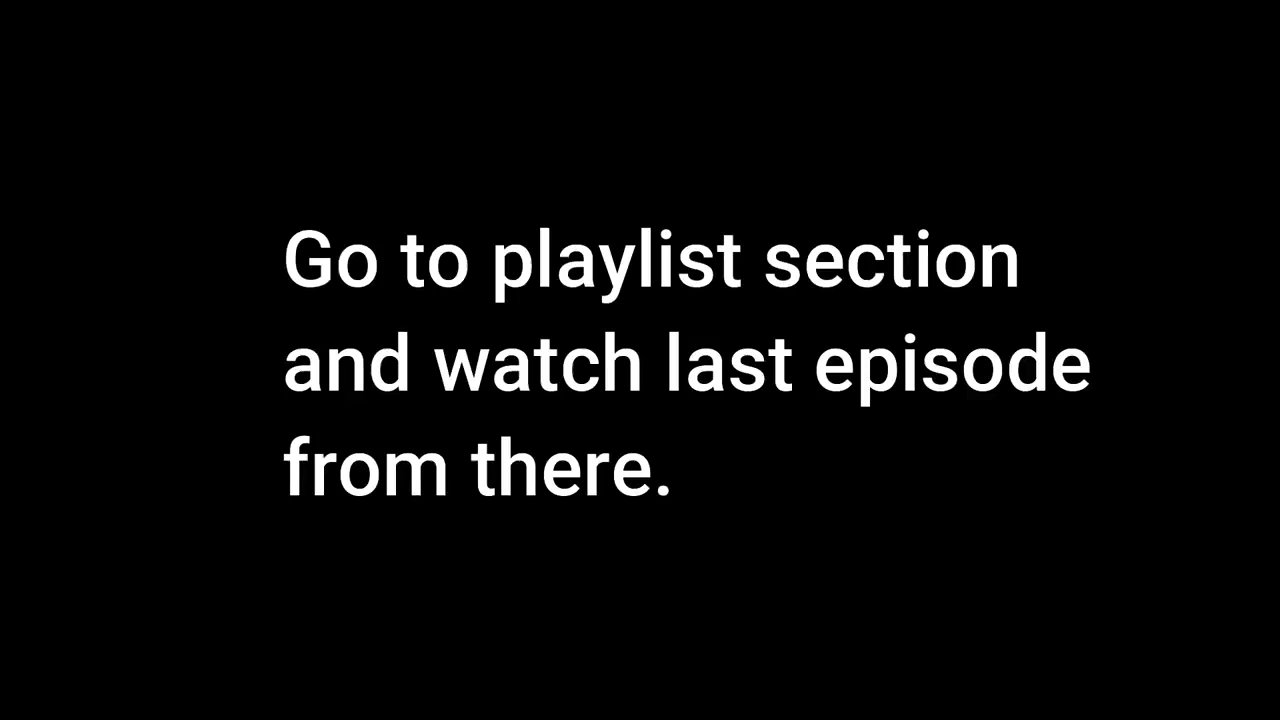 Go to playlist section
and watch last episode
from there.